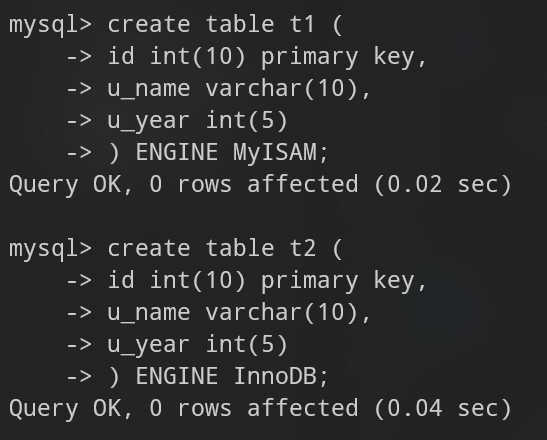 mysql> create table t1 (
    -> id int(10) primary key,
    -> u_name varchar(10),
    -> u_year int(5)
    -> ) ENGINE MyISAM;
Query OK, 0 rows affected (0.02 sec)

mysql> create table t2 (
    -> id int(10) primary key,
    -> u_name varchar(10),
    -> u_year int(5)
    -> ) ENGINE InnoDB;
Query OK, 0 rows affected (0.04 sec)